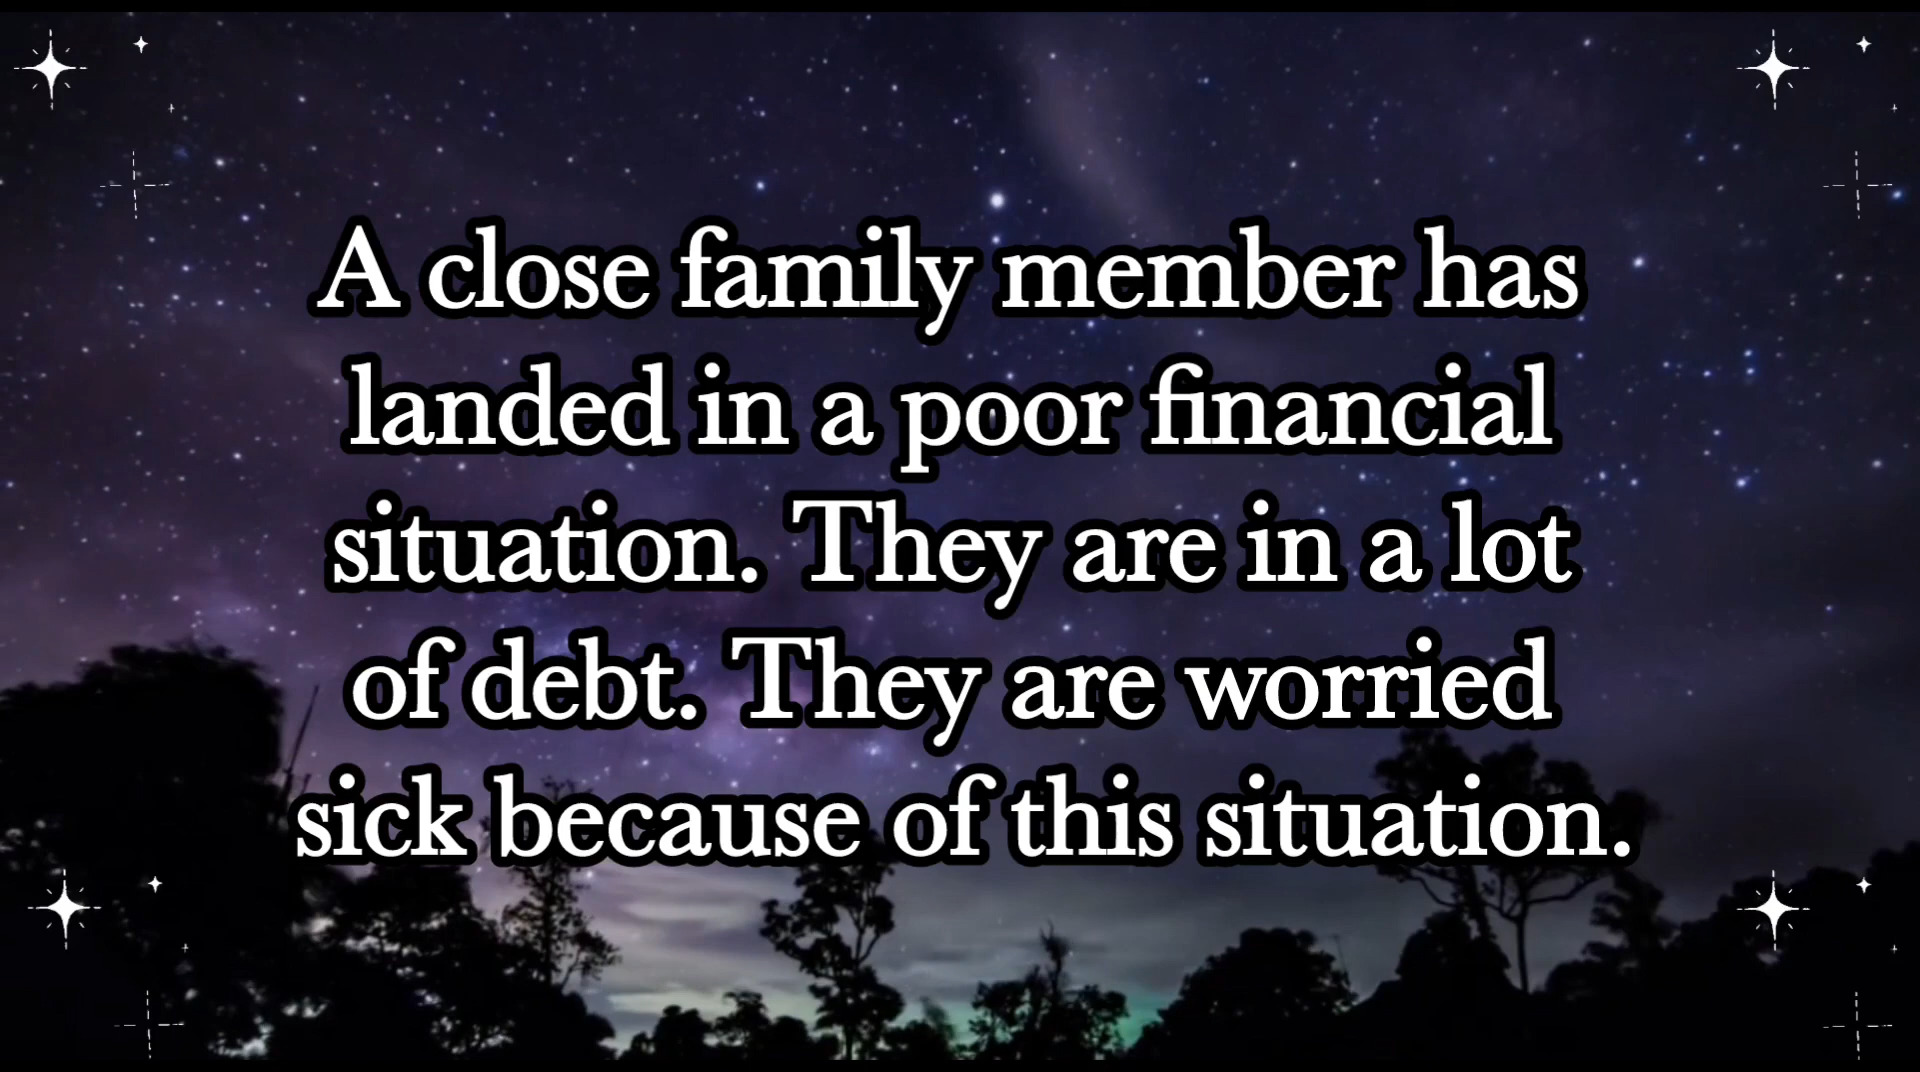 A close family member has
landed in a poor financial
situation. They are in a lot
of debt. They are worried
sick because of this situation.